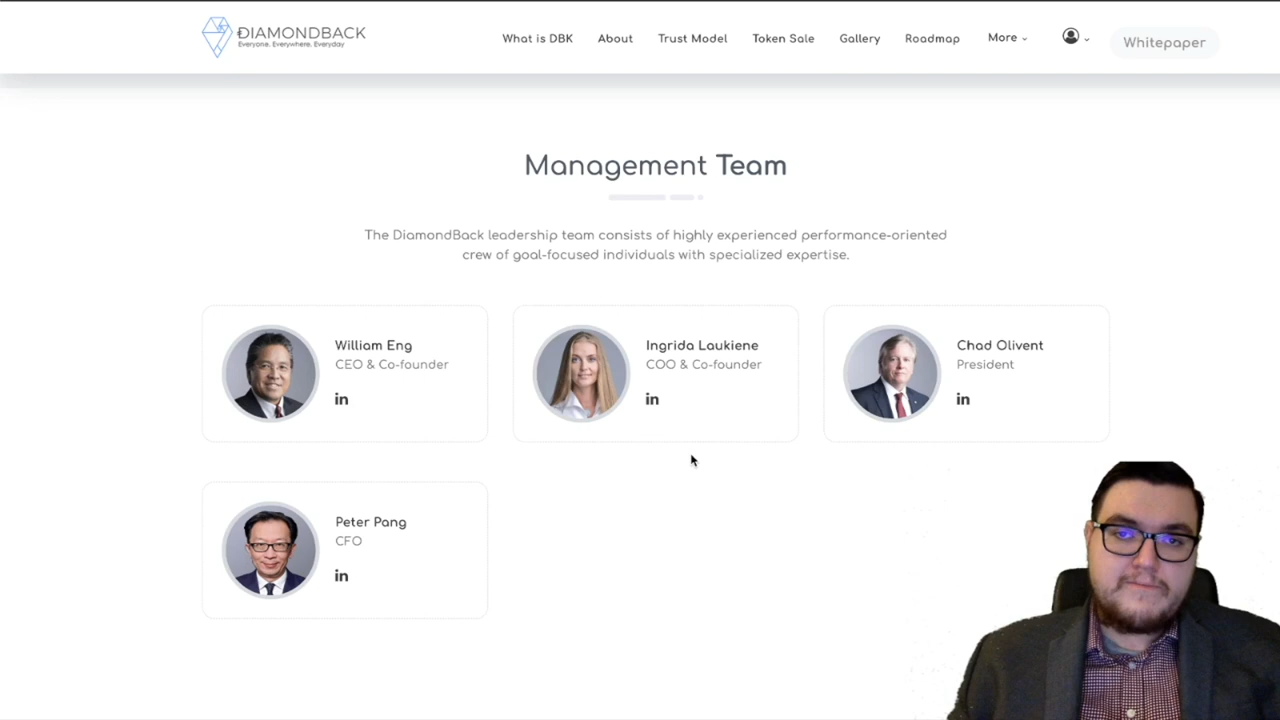 DIAMONDBACK
Everyone, Everywhere, Everyday
What is DBK
About
Trust Model
Token Sale
Gallery
Roadmap
More
Whitepaper
Management Team
The DiamondBack leadership team consists of highly experienced performance-oriented
crew of goal-focused individuals with specialized expertise.
William Eng
CEO & Co-founder
in
Ingrida Laukiene
COO & Co-founder
in
Chad Olivent
President
in
Peter Pang
CFO
in